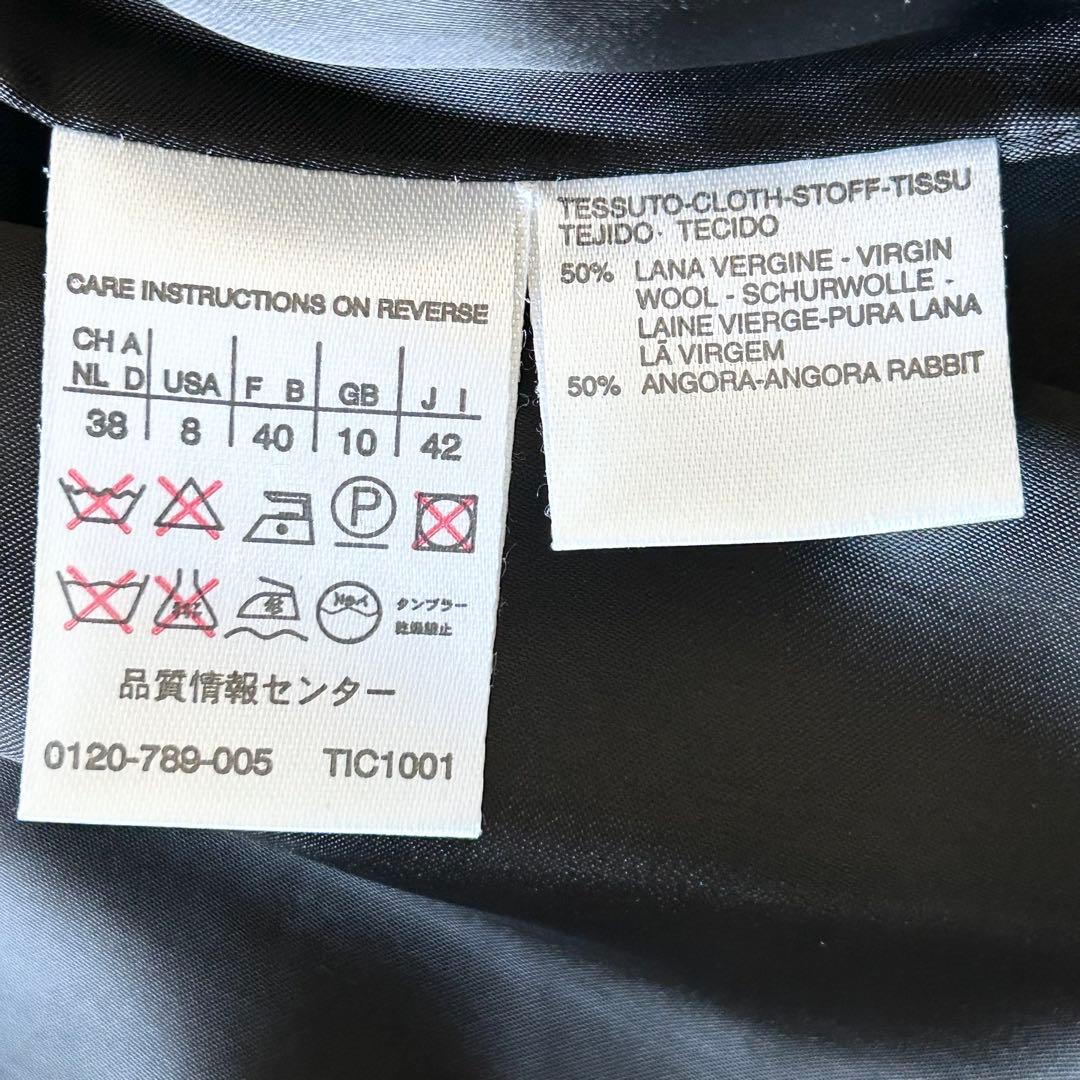 CARE INSTRUCTIONS ON REVERSE
CH A
NL D USA F B GB J I
38 8 40 10 42
P
タンブラー
乾燥禁止
品質情報センター
0120-789-005 TIC1001
TESSUTO-CLOTH-STOFF-TISSU
TEJIDO· TECIDO
50% LANA VERGINE - VIRGIN
WOOL - SCHURWOLLE -
LAINE VIERGE-PURA LANA
LÃ VIRGEM
50% ANGORA-ANGORA RABBIT